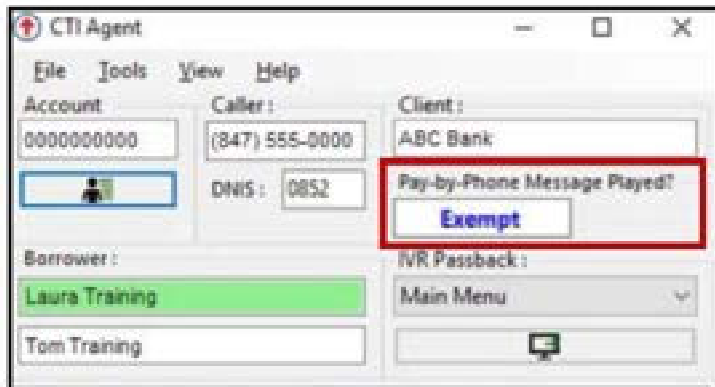 CTI Agent
File Tools View Help
Account Caller : Client :
0000000000 (847) 555-0000 ABC Bank
DNIS : 0852 Pay-by-Phone Message Played?
Exempt
Borrower : IVR Passback :
Laura Training Main Menu
Tom Training